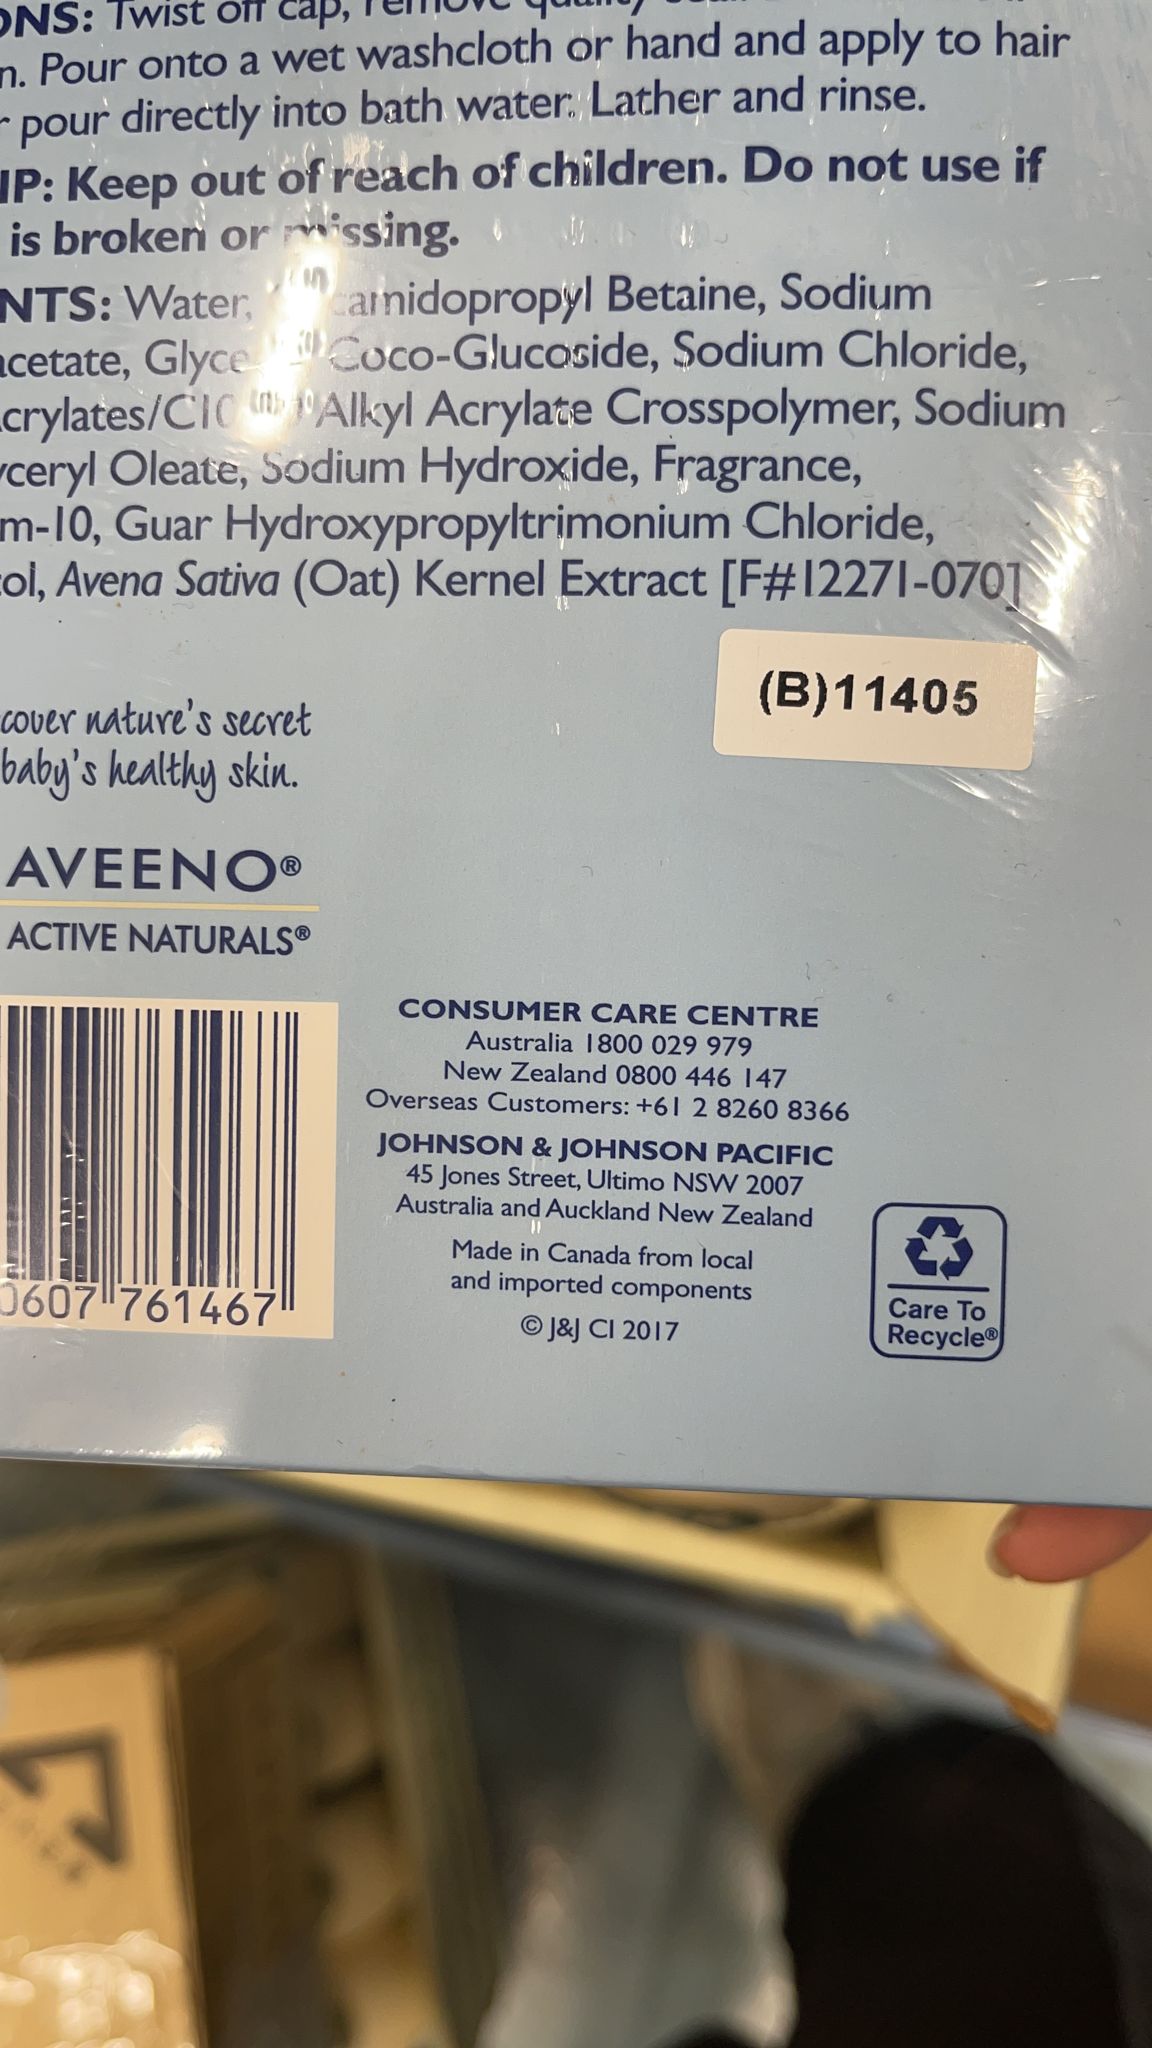 ONS: Twist off cap, remove
n. Pour onto a wet washcloth or hand and apply to hair
r pour directly into bath water. Lather and rinse.
IP: Keep out of reach of children. Do not use if
is broken or missing.
NTS: Water, amidopropyl Betaine, Sodium
acetate, Coco-Glucoside, Sodium Chloride,
crylates/C10 Alkyl Acrylate Crosspolymer, Sodium
yceryl Oleate, Sodium Hydroxide, Fragrance,
m-10, Guar Hydroxypropyltrimonium Chloride,
ol, Avena Sativa (Oat) Kernel Extract [F#12271-070]
(B)11405
cover nature's secret
baby's healthy skin.
AVEENO®
ACTIVE NATURALS®
0607 761467
CONSUMER CARE CENTRE
Australia 1800 029 979
New Zealand 0800 446 147
Overseas Customers: +61 2 8260 8366
JOHNSON & JOHNSON PACIFIC
45 Jones Street, Ultimo NSW 2007
Australia and Auckland New Zealand
Made in Canada from local
and imported components
© J&J CI 2017
Care To
Recycle®